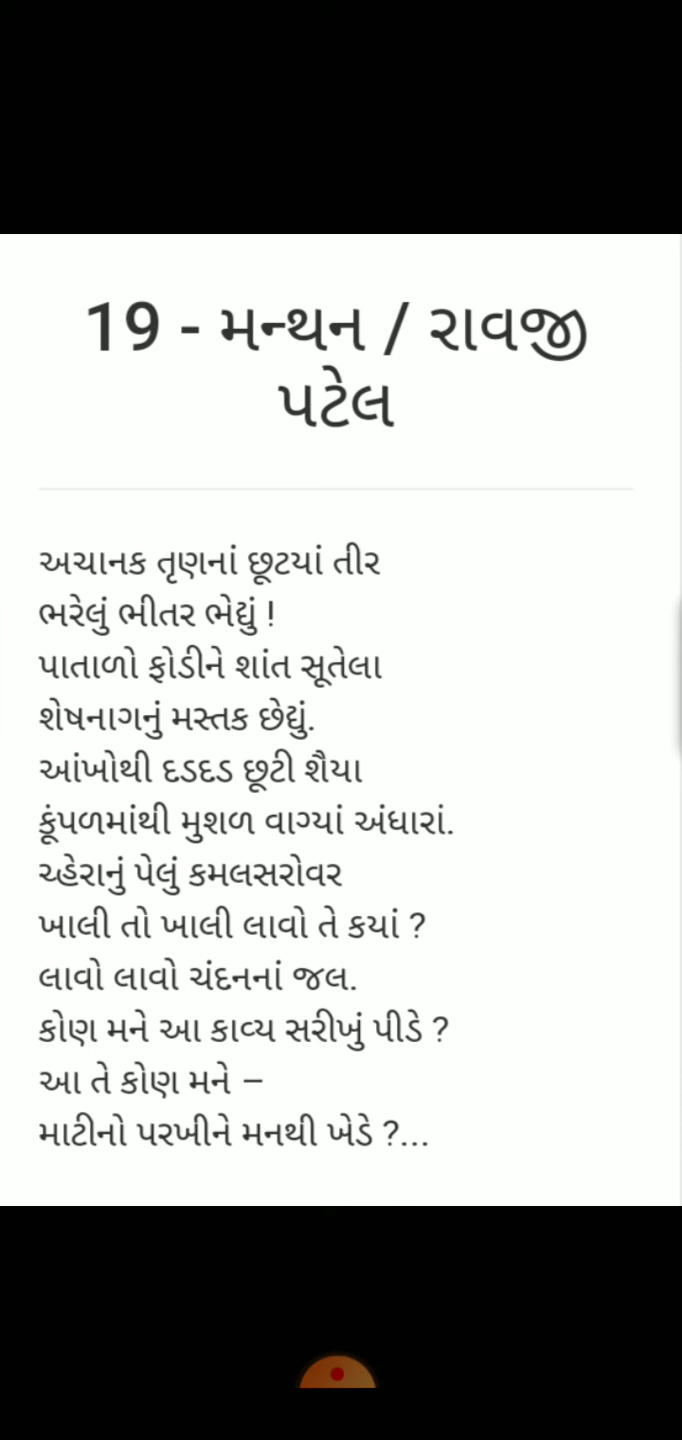 19 - મન્થન / રાવજી
પટેલ
અચાનક તૃણનાં છૂટયાં તીર
ભરેલું ભીતર ભેદ્યું !
પાતાળો ફોડીને શાંત સૂતેલા
શેષનાગનું મસ્તક છેદ્યું.
આંખોથી દડદડ છૂટી શૈયા
કૂંપળમાંથી મુશળ વાગ્યાં અંધારાં.
ચ્હેરાનું પેલું કમલસરોવર
ખાલી તો ખાલી લાવો તે કયાં ?
લાવો લાવો ચંદનનાં જલ.
કોણ મને આ કાવ્ય સરીખું પીડે ?
આ તે કોણ મને –
માટીનો પરખીને મનથી ખેડે ?...